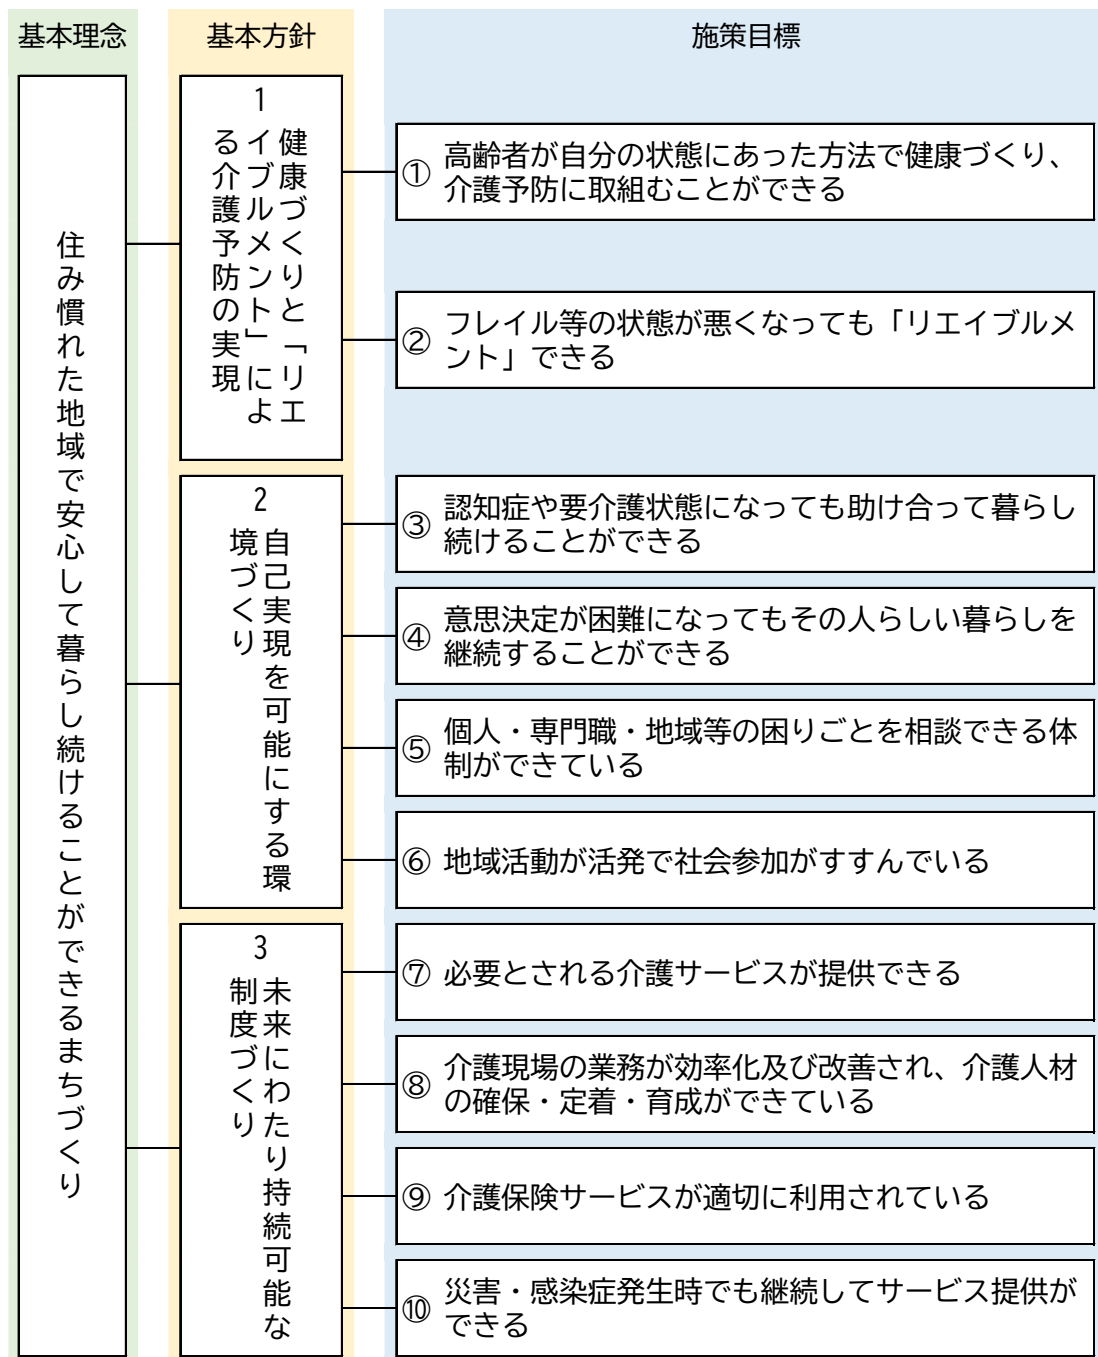 基本理念
基本方針
施策目標
住み慣れた地域で安心して暮らし続けることができるまちづくり
1
健康づくりと「リエ
イブルメント」によ
る介護予防の実現
① 高齢者が自分の状態にあった方法で健康づくり、
介護予防に取組むことができる
② フレイル等の状態が悪くなっても「リエイブルメ
ント」できる
2
自己実現を可能にする環
境づくり
③ 認知症や要介護状態になっても助け合って暮らし
続けることができる
④ 意思決定が困難になってもその人らしい暮らしを
継続することができる
⑤ 個人・専門職・地域等の困りごとを相談できる体
制ができている
⑥ 地域活動が活発で社会参加がすすんでいる
3
未来にわたり持続可能な
制度づくり
⑦ 必要とされる介護サービスが提供できる
⑧ 介護現場の業務が効率化及び改善され、介護人材
の確保・定着・育成ができている
⑨ 介護保険サービスが適切に利用されている
⑩ 災害・感染症発生時でも継続してサービス提供が
できる